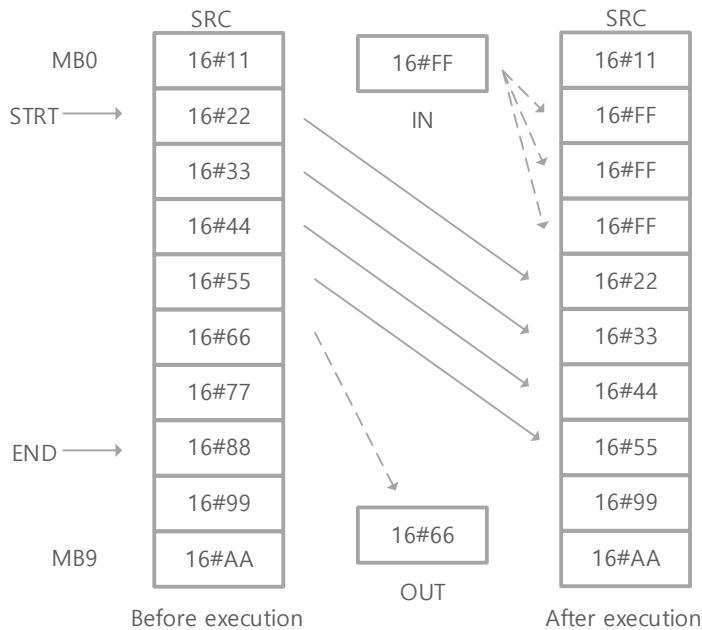 SRC
SRC
MB0
16#11
16#FF
16#11
STRT
16#22
IN
16#FF
16#33
16#FF
16#44
16#FF
16#55
16#22
16#66
16#33
16#77
16#44
END
16#88
16#55
16#99
16#66
16#99
MB9
16#AA
OUT
16#AA
Before execution
After execution